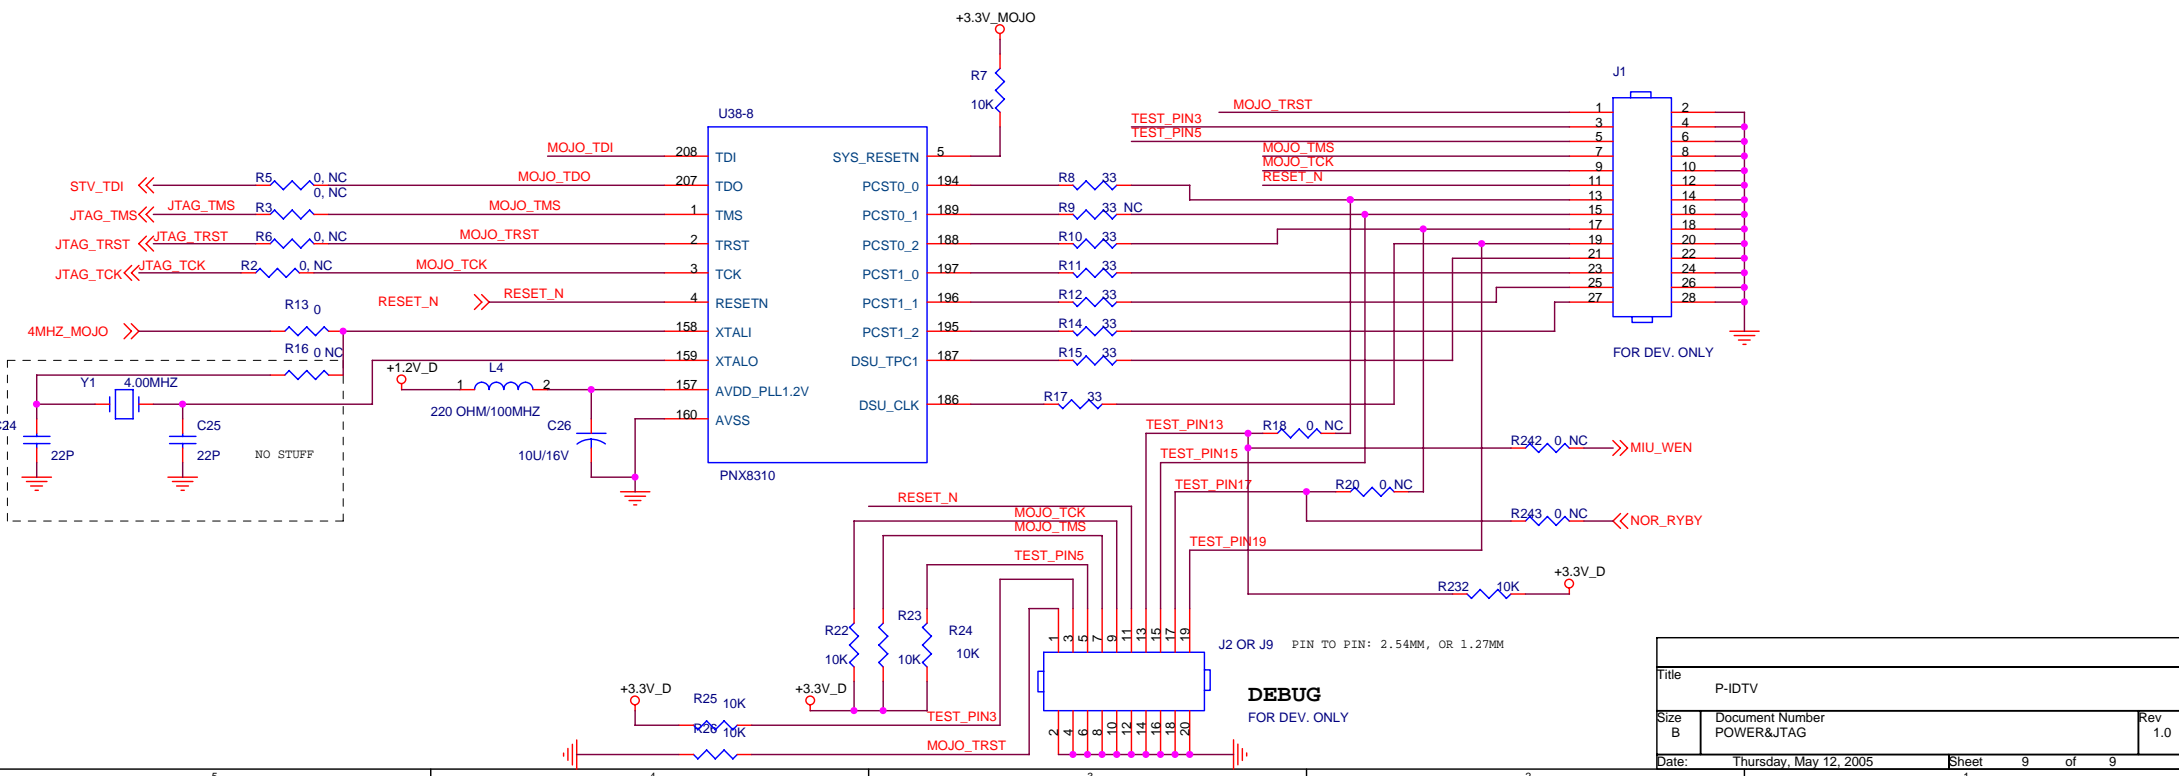 +3.3V_MOJO
R7
10K
J1
U38-8
MOJO_TDI
208
TDI
SYS_RESETN
5
STV_TDI
R5
0, NC
MOJO_TDO
207
TDO
PCST0_0
194
R8
33
0, NC
JTAG_TMS
JTAG_TMS
R3
MOJO_TMS
1
TMS
PCST0_1
189
R9
33
NC
JTAG_TRST
JTAG_TRST
R6
0, NC
MOJO_TRST
2
TRST
PCST0_2
188
R10
33
JTAG_TCK
JTAG_TCK
R2
0, NC
MOJO_TCK
3
TCK
PCST1_0
197
R11
33
RESET_N
RESET_N
4
RESETN
PCST1_1
196
R12
33
4MHZ_MOJO
R13
0
158
XTALI
PCST1_2
195
R14
33
R16
0 NC
159
XTALO
DSU_TPC1
187
R15
33
+1.2V_D
L4
1
2
220 OHM/100MHZ
157
AVDD_PLL1.2V
DSU_CLK
186
R17
33
160
AVSS
PNX8310
C26
10U/16V
Y1
4.00MHZ
C24
22P
C25
22P
NO STUFF
MOJO_TRST
TEST_PIN3
TEST_PIN5
MOJO_TMS
MOJO_TCK
RESET_N
1
3
5
7
9
11
13
15
17
19
21
23
25
27
2
4
6
8
10
12
14
16
18
20
22
24
26
28
FOR DEV. ONLY
TEST_PIN13
R18
0
NC
R242
0
NC
MIU_WEN
TEST_PIN15
TEST_PIN17
R20
0
NC
R243
0
NC
NOR_RYBY
TEST_PIN19
R232
10K
+3.3V_D
RESET_N
MOJO_TCK
MOJO_TMS
TEST_PIN5
R22
10K
R23
10K
R24
10K
+3.3V_D
+3.3V_D
R25
10K
TEST_PIN3
R26
10K
MOJO_TRST
1
3
5
7
9
11
13
15
17
19
2
4
6
8
10
12
14
16
18
20
J2 OR J9
PIN TO PIN: 2.54MM, OR 1.27MM
DEBUG
FOR DEV. ONLY
Title
P-IDTV
Size
B
Document Number
POWER&JTAG
Rev
1.0
Date:
Thursday, May 12, 2005
Sheet
9
of
9